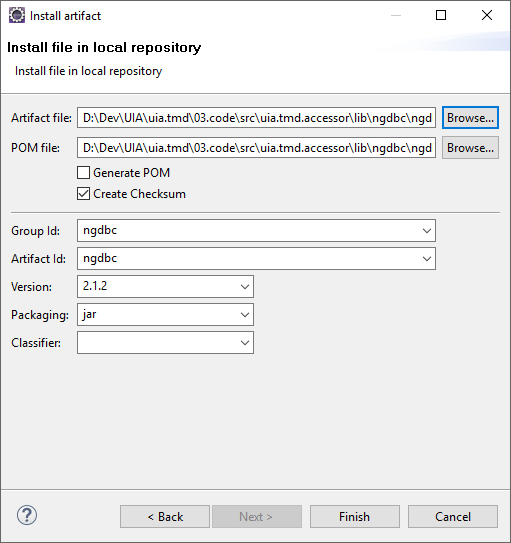 Install artifact
Install file in local repository
Install file in local repository
Artifact file: D:\Dev\UIA\uia.tmd\03.code\src\uia.tmd.accessor\lib\ngdbc\ngd Browse...
POM file: D:\Dev\UIA\uia.tmd\03.code\src\uia.tmd.accessor\lib\ngdbc\ngd Browse...
Generate POM
Create Checksum
Group Id: ngdbc
Artifact Id: ngdbc
Version: 2.1.2
Packaging: jar
Classifier:
? < Back Next > Finish Cancel